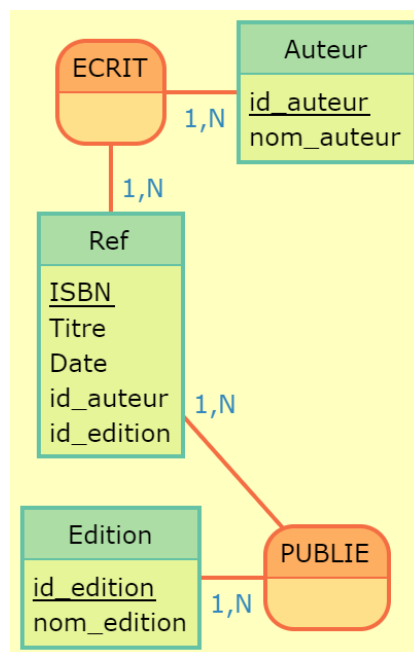 Auteur
id_auteur
nom_auteur
ECRIT
1,N
1,N
Ref
ISBN
Titre
Date
id_auteur
id_edition
1,N
Edition
id_edition
nom_edition
PUBLIE
1,N